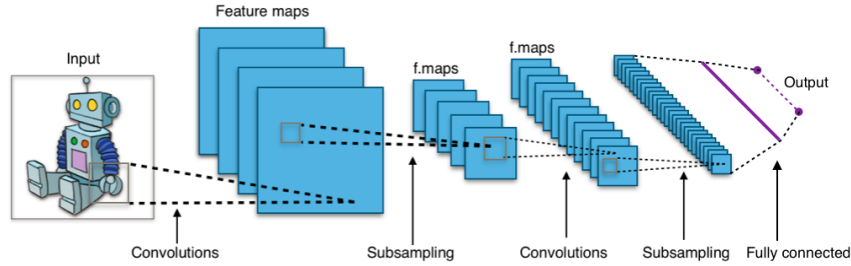 Feature maps
Input
f.maps
f.maps
Output
Convolutions
Subsampling
Convolutions
Subsampling
Fully connected